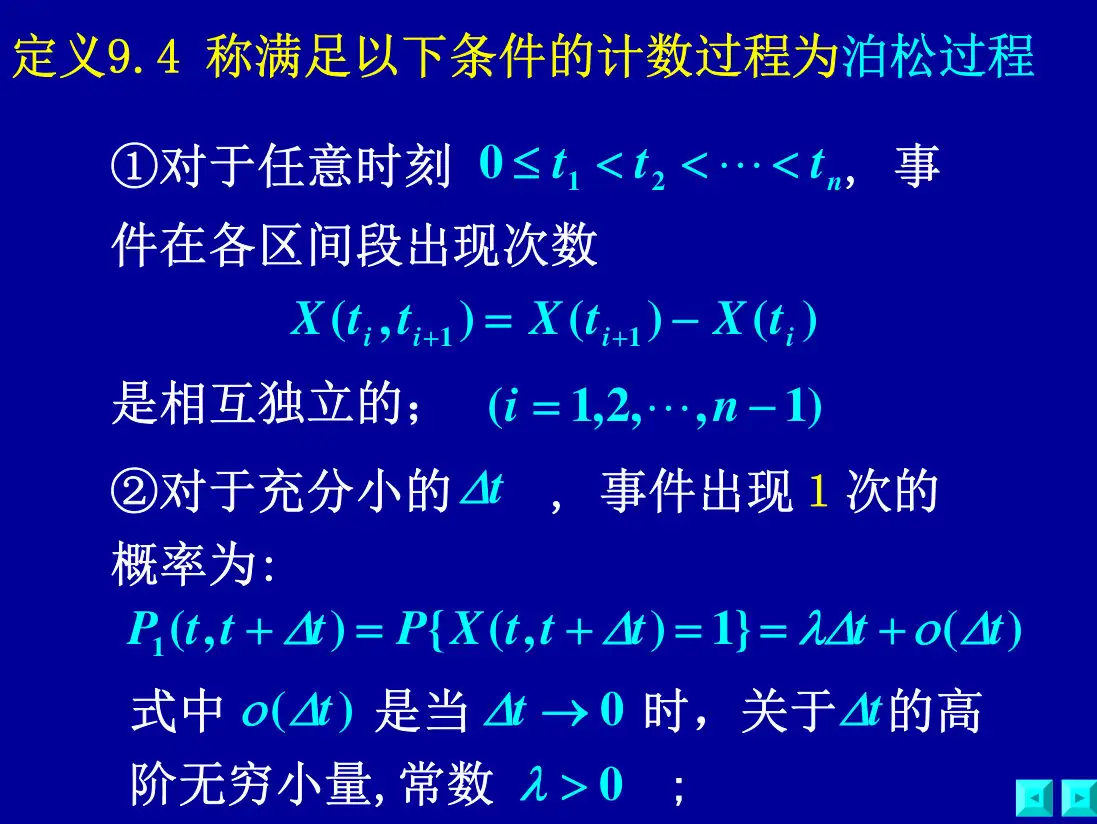 定义9.4 称满足以下条件的计数过程为泊松过程
①对于任意时刻 0 ≤ t₁ < t₂ < ⋯ < tₙ, 事
件在各区间段出现次数
X(tᵢ,tᵢ₊₁) = X(tᵢ₊₁) − X(tᵢ)
是相互独立的； (i = 1,2,⋯,n − 1)
②对于充分小的Δt , 事件出现 1 次的
概率为:
P₁(t,t + Δt) = P{X(t,t + Δt) = 1} = λΔt + o(Δt)
式中 o(Δt) 是当 Δt → 0 时，关于Δt的高
阶无穷小量,常数 λ > 0 ;